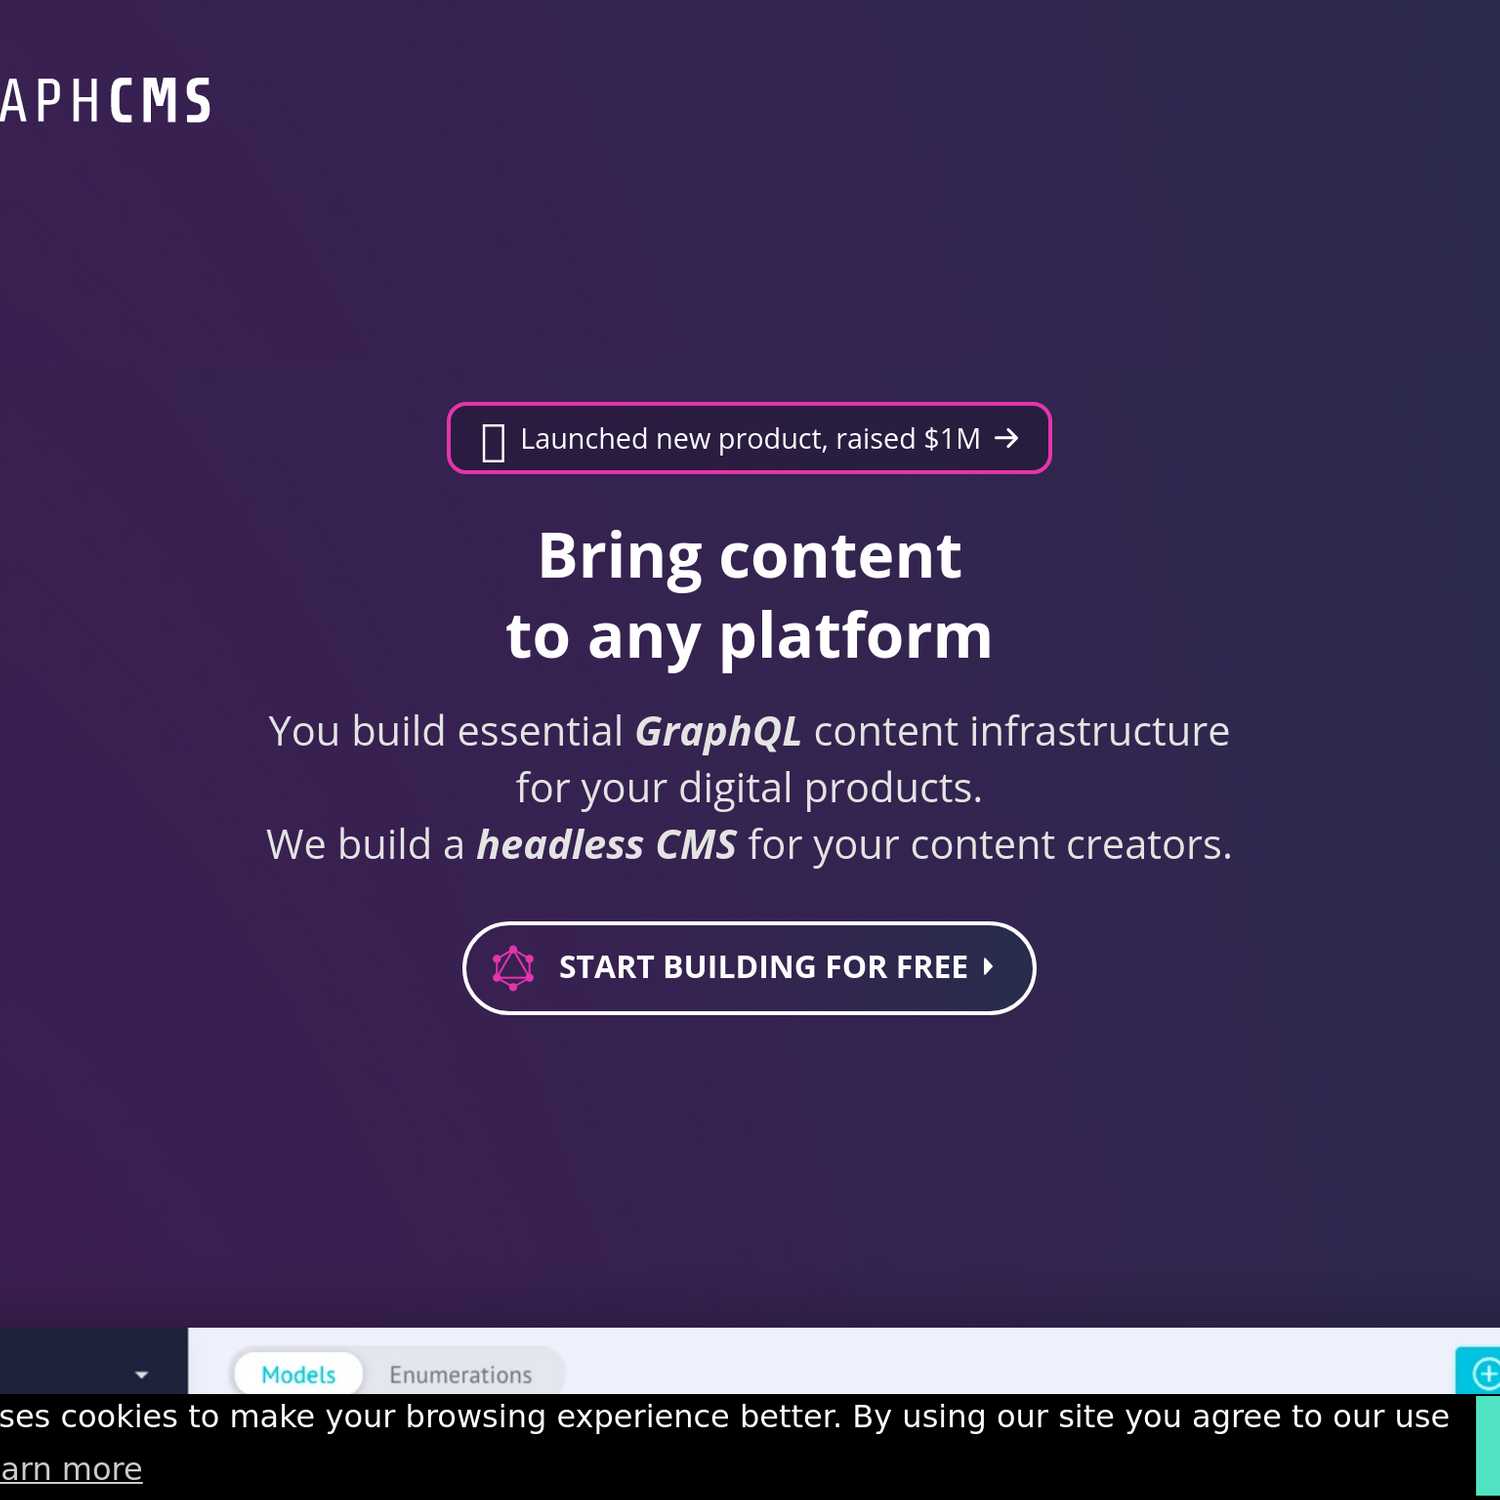 APHCMS
Launched new product, raised $1M
Bring content
to any platform
You build essential GraphQL content infrastructure
for your digital products.
We build a headless CMS for your content creators.
START BUILDING FOR FREE
Models Enumerations
ses cookies to make your browsing experience better. By using our site you agree to our use
arn more